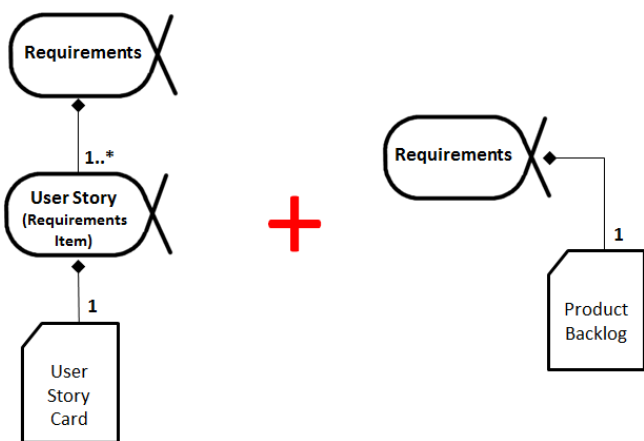 Requirements
1..*
User Story
(Requirements
Item)
1
User
Story
Card
Requirements
1
Product
Backlog